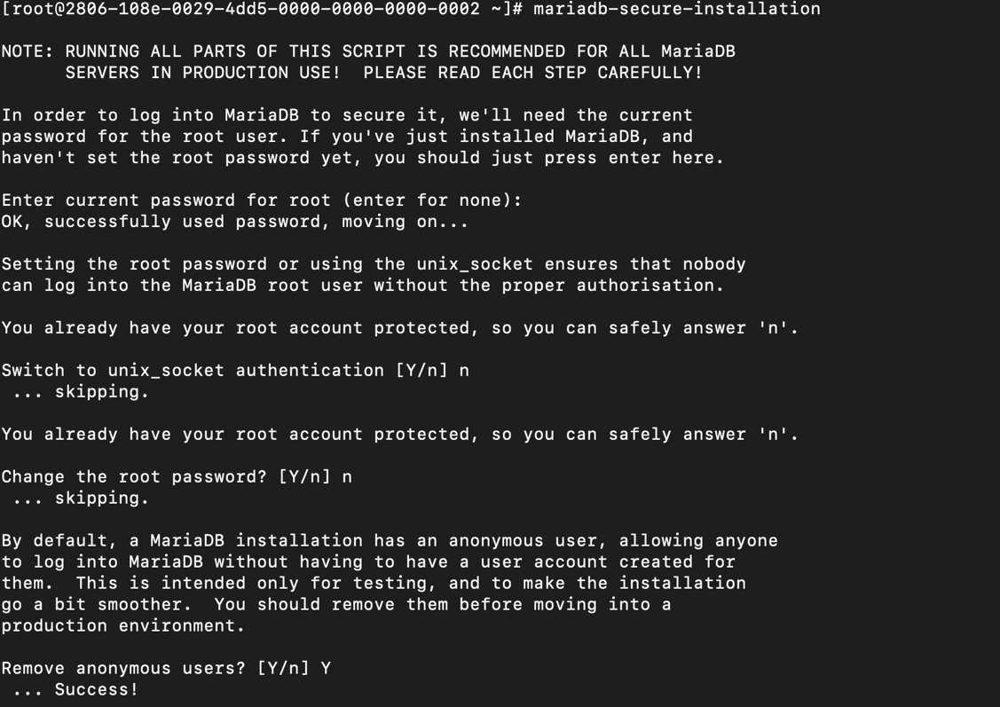 [root@2806-108e-0029-4dd5-0000-0000-0000-0002 ~]# mariadb-secure-installation
NOTE: RUNNING ALL PARTS OF THIS SCRIPT IS RECOMMENDED FOR ALL MariaDB
SERVERS IN PRODUCTION USE!  PLEASE READ EACH STEP CAREFULLY!
In order to log into MariaDB to secure it, we'll need the current
password for the root user. If you've just installed MariaDB, and
haven't set the root password yet, you should just press enter here.
Enter current password for root (enter for none):
OK, successfully used password, moving on...
Setting the root password or using the unix_socket ensures that nobody
can log into the MariaDB root user without the proper authorisation.
You already have your root account protected, so you can safely answer 'n'.
Switch to unix_socket authentication [Y/n] n
... skipping.
You already have your root account protected, so you can safely answer 'n'.
Change the root password? [Y/n] n
... skipping.
By default, a MariaDB installation has an anonymous user, allowing anyone
to log into MariaDB without having to have a user account created for
them.  This is intended only for testing, and to make the installation
go a bit smoother.  You should remove them before moving into a
production environment.
Remove anonymous users? [Y/n] Y
... Success!